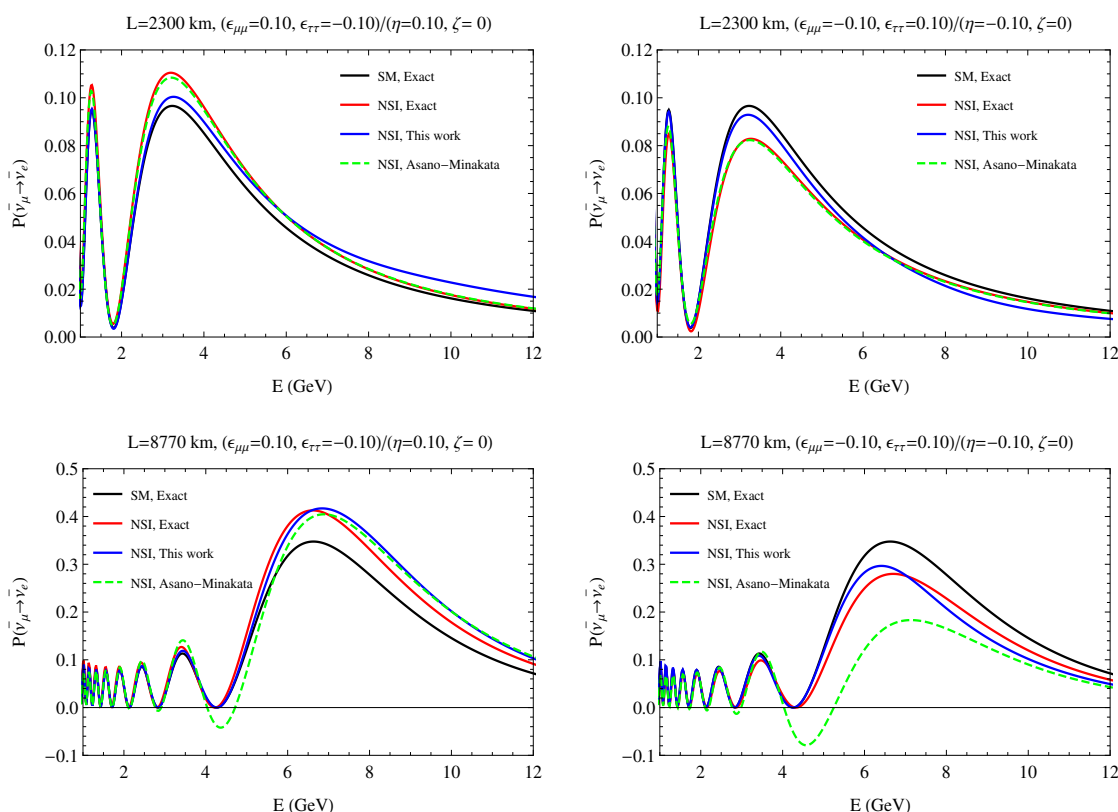 L=2300 km, (ϵμμ=0.10, ϵττ=−0.10)/(η=0.10, ζ=0)
0.12
0.10
0.08
0.06
0.04
0.02
0.00
P(ν̄μ→ν̄e)
SM, Exact
NSI, Exact
NSI, This work
NSI, Asano−Minakata
2 4 6 8 10 12
E (GeV)
L=2300 km, (ϵμμ=−0.10, ϵττ=0.10)/(η=−0.10, ζ=0)
0.12
0.10
0.08
0.06
0.04
0.02
0.00
P(ν̄μ→ν̄e)
SM, Exact
NSI, Exact
NSI, This work
NSI, Asano−Minakata
2 4 6 8 10 12
E (GeV)
L=8770 km, (ϵμμ=0.10, ϵττ=−0.10)/(η=0.10, ζ=0)
0.5
0.4
0.3
0.2
0.1
0.0
−0.1
P(ν̄μ→ν̄e)
SM, Exact
NSI, Exact
NSI, This work
NSI, Asano−Minakata
2 4 6 8 10 12
E (GeV)
L=8770 km, (ϵμμ=−0.10, ϵττ=0.10)/(η=−0.10, ζ=0)
0.5
0.4
0.3
0.2
0.1
0.0
−0.1
P(ν̄μ→ν̄e)
SM, Exact
NSI, Exact
NSI, This work
NSI, Asano−Minakata
2 4 6 8 10 12
E (GeV)